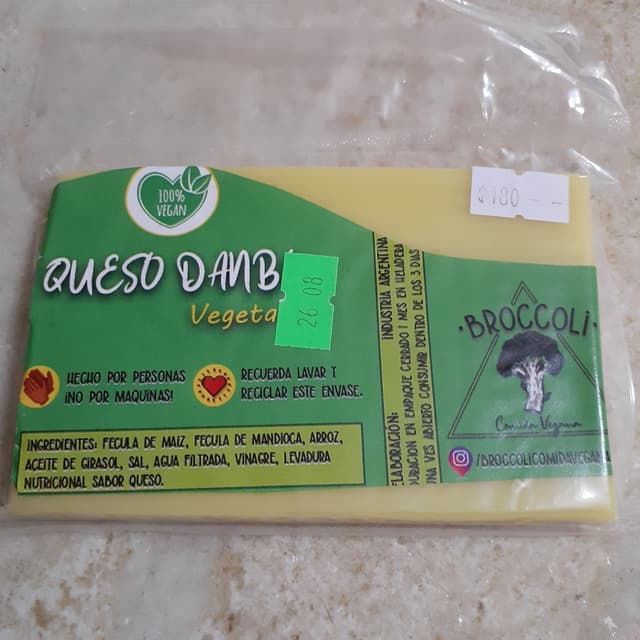 100%
VEGAN
$180 - -
QUESO DANB
Vegeta
26 08
HECHO POR PERSONAS
¡NO POR MAQUINAS!
RECUERDA LAVAR Y
RECICLAR ESTE ENVASE.
INGREDIENTES: FECULA DE MAIZ, FECULA DE MANDIOCA, ARROZ,
ACEITE DE GIRASOL, SAL, AGUA FILTRADA, VINAGRE, LEVADURA
NUTRICIONAL SABOR QUESO.
INDUSTRIA ARGENTINA
ELABORACIÓN:
DURACION EN EMPAQUE CERRADO 1 MES EN HELADERA
UNA VES ABIERTO CONSUMIR DENTRO DE LOS 3 DIAS
·BROCCOLI·
Comida Vegana
/BROCCOLICOMIDAVEGANA